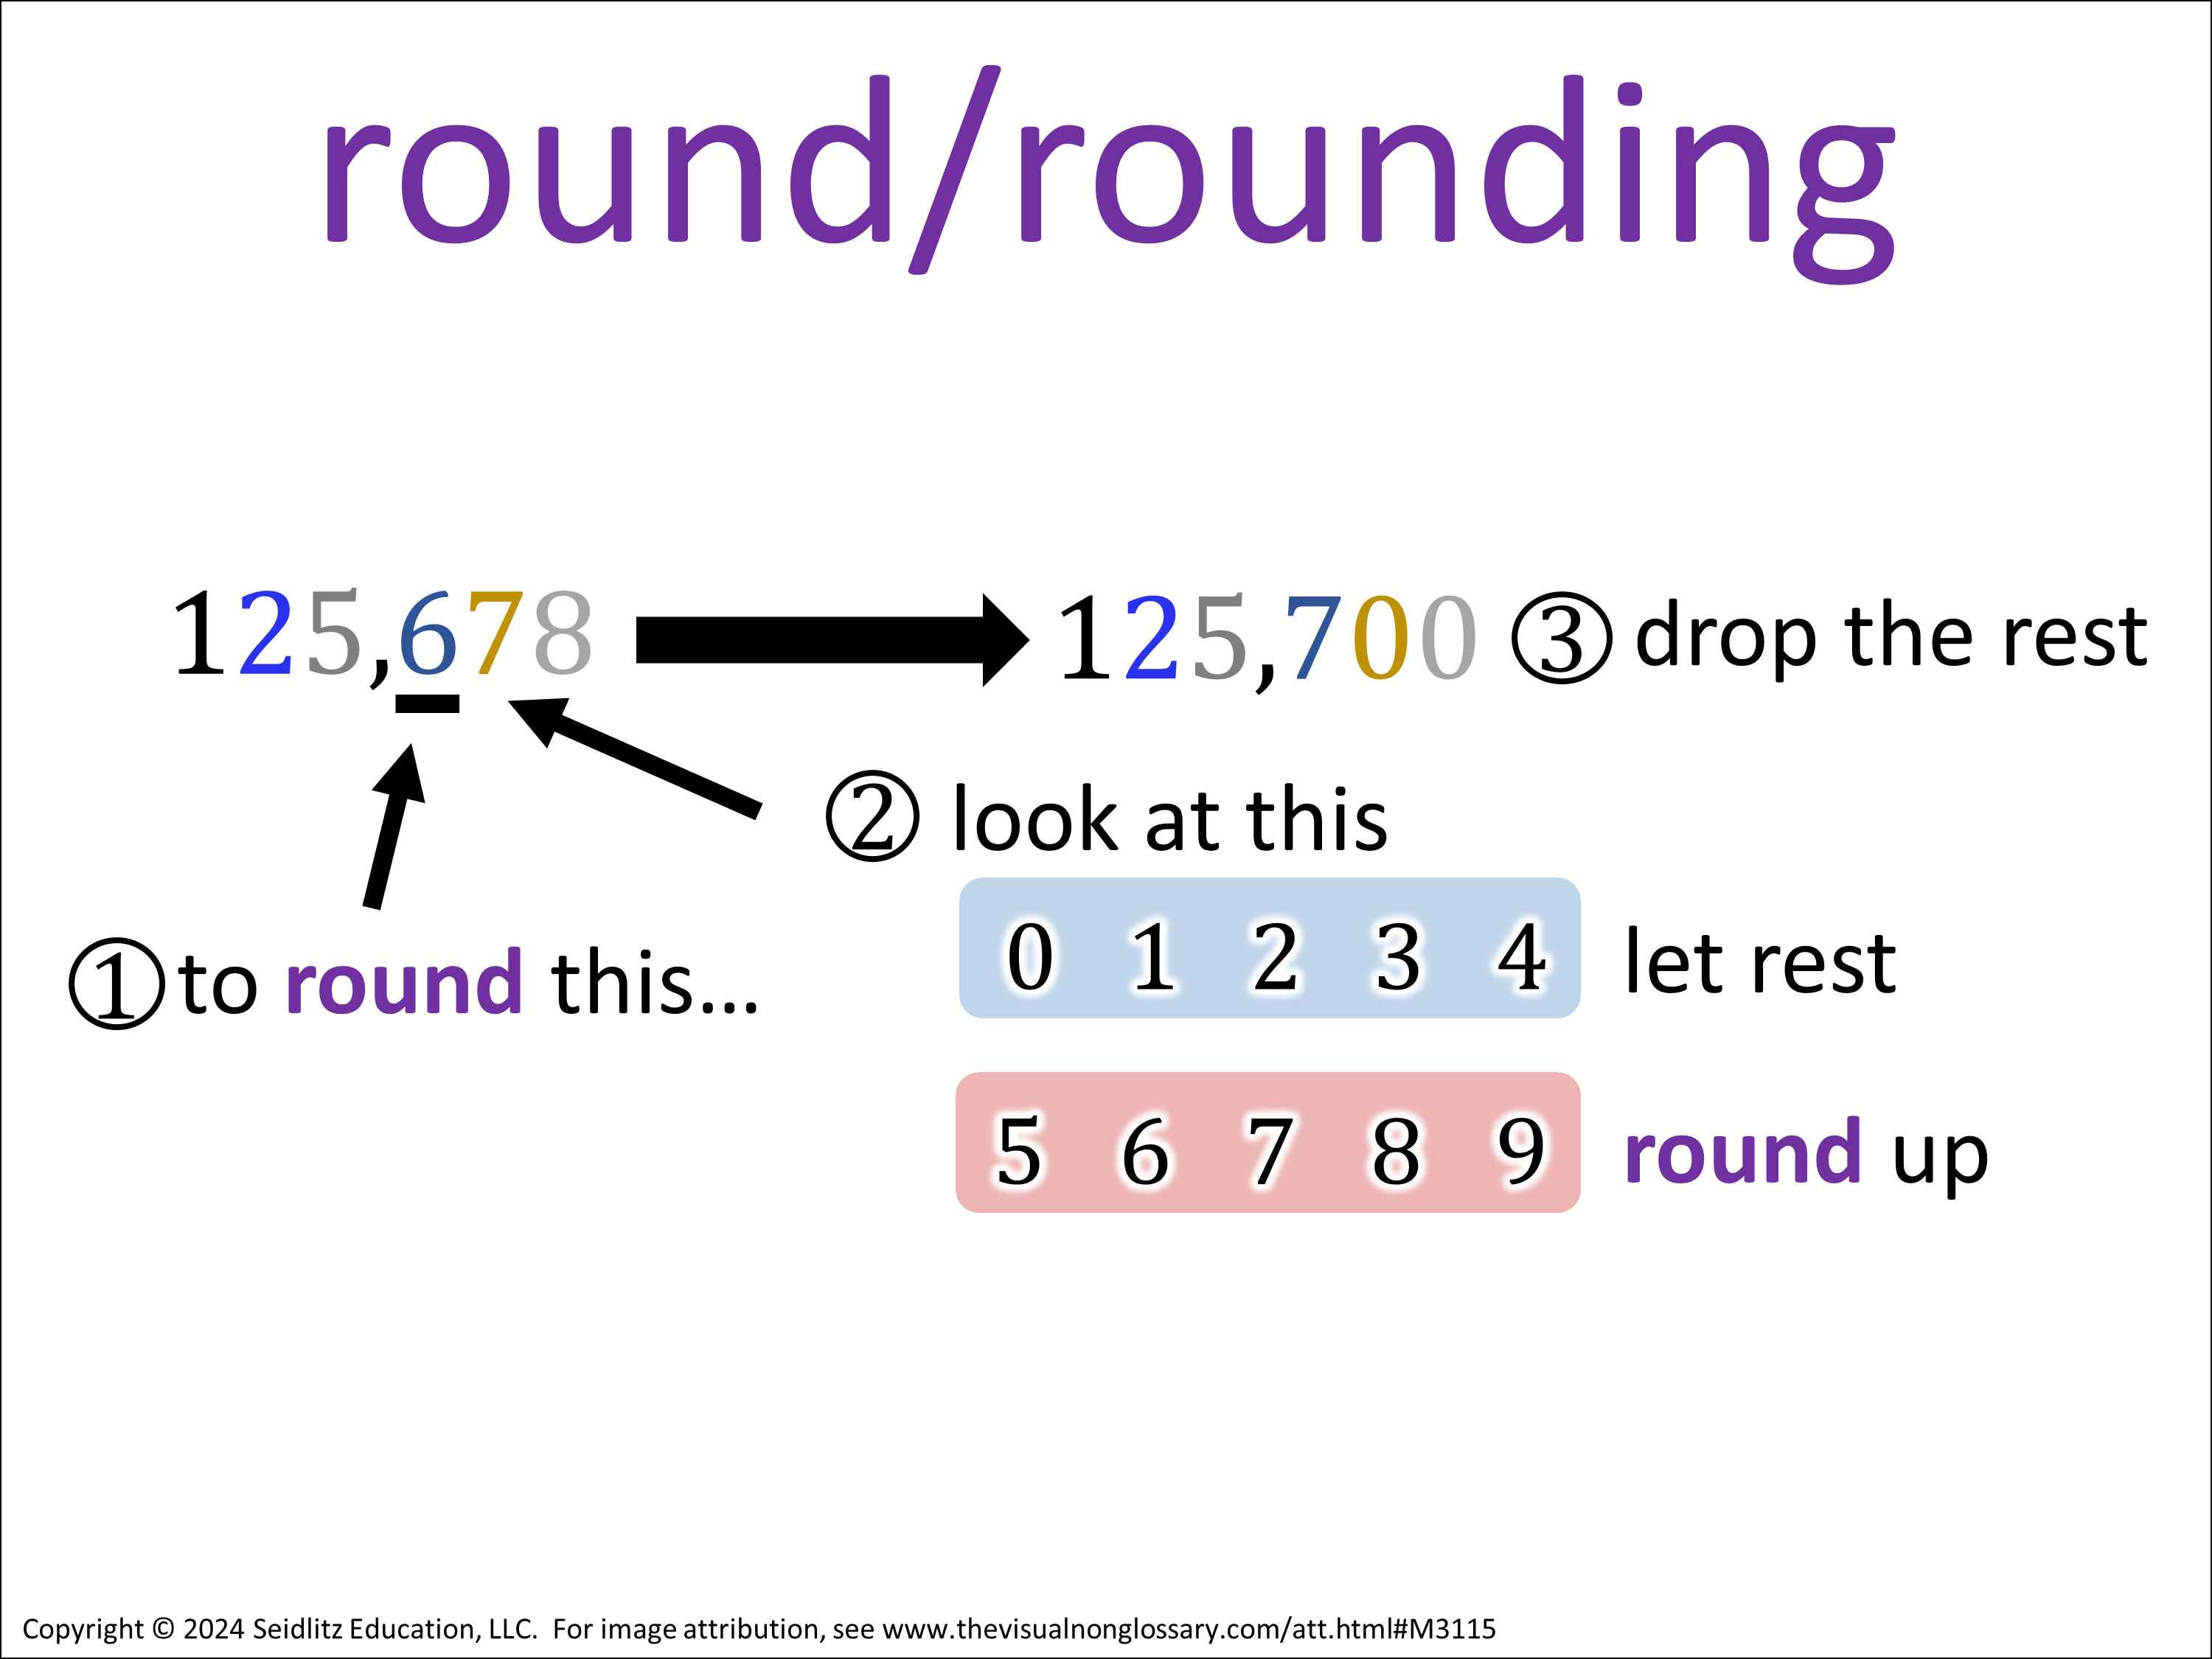 round/rounding
125,678 125,700 ③ drop the rest
② look at this
① to round this...
0 1 2 3 4 let rest
5 6 7 8 9 round up
Copyright © 2024 Seidlitz Education, LLC. For image attribution, see www.thevisualnonglossary.com/att.html#M3115